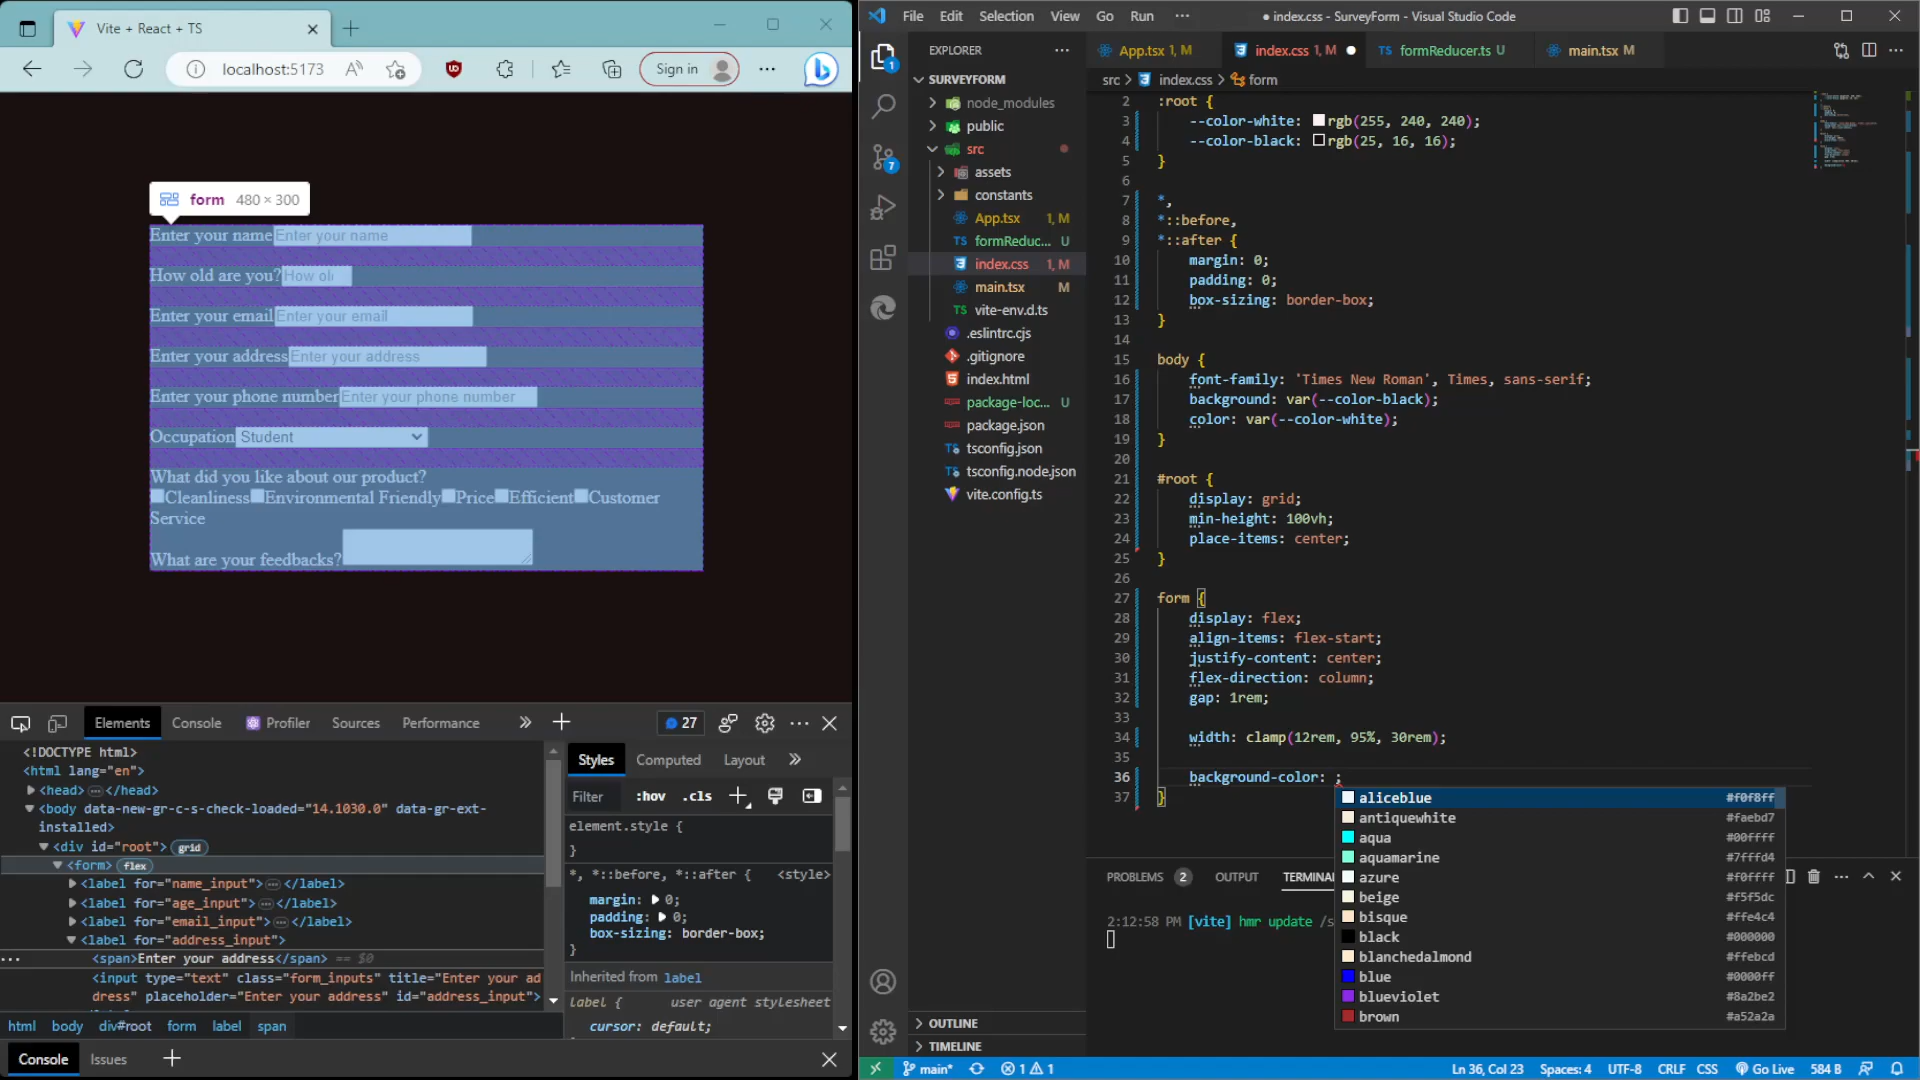 Vite + React + TS
localhost:5173
Sign in
form 480 × 300
Enter your name Enter your name
How old are you? How ol
Enter your email Enter your email
Enter your address Enter your address
Enter your phone number Enter your phone number
Occupation Student
What did you like about our product?
Cleanliness Environmental Friendly Price Efficient Customer
Service
What are your feedbacks?
Elements Console Profiler Sources Performance 27
<!DOCTYPE html>
<html lang="en">
<head> </head>
<body data-new-gr-c-s-check-loaded="14.1030.0" data-gr-ext-
installed>
<div id="root"> grid
<form> flex
<label for="name_input"> </label>
<label for="age_input"> </label>
<label for="email_input"> </label>
<label for="address_input">
<span>Enter your address</span> == $0
<input type="text" class="form_inputs" title="Enter your ad
dress" placeholder="Enter your address" id="address_input">
html body div#root form label span
Styles Computed Layout
Filter :hov .cls
element.style {
}
*, *::before, *::after { <style>
margin: 0;
padding: 0;
box-sizing: border-box;
}
Inherited from label
label { user agent stylesheet
cursor: default;
Console Issues
File Edit Selection View Go Run ··· ● index.css - SurveyForm - Visual Studio Code
EXPLORER
SURVEYFORM
node_modules
public
src
assets
constants
App.tsx 1, M
formReduc... U
index.css 1, M
main.tsx M
vite-env.d.ts
.eslintrc.cjs
.gitignore
index.html
package-loc... U
package.json
tsconfig.json
tsconfig.node.json
vite.config.ts
OUTLINE
TIMELINE
1
7
App.tsx 1, M index.css 1, M formReducer.ts U main.tsx M
src > index.css > form
2 :root {
3 --color-white: rgb(255, 240, 240);
4 --color-black: rgb(25, 16, 16);
5 }
6
7 *,
8 *::before,
9 *::after {
10 margin: 0;
11 padding: 0;
12 box-sizing: border-box;
13 }
14
15 body {
16 font-family: 'Times New Roman', Times, sans-serif;
17 background: var(--color-black);
18 color: var(--color-white);
19 }
20
21 #root {
22 display: grid;
23 min-height: 100vh;
24 place-items: center;
25 }
26
27 form {
28 display: flex;
29 align-items: flex-start;
30 justify-content: center;
31 flex-direction: column;
32 gap: 1rem;
33
34 width: clamp(12rem, 95%, 30rem);
35
36 background-color: ;
37 }
aliceblue #f0f8ff
antiquewhite #faebd7
aqua #00ffff
aquamarine #7fffd4
azure #f0ffff
beige #f5f5dc
bisque #ffe4c4
black #000000
blanchedalmond #ffebcd
blue #0000ff
blueviolet #8a2be2
brown #a52a2a
PROBLEMS 2 OUTPUT TERMINA
2:12:58 PM [vite] hmr update /s
main* 1 1 Ln 36, Col 23 Spaces: 4 UTF-8 CRLF CSS Go Live 584 B